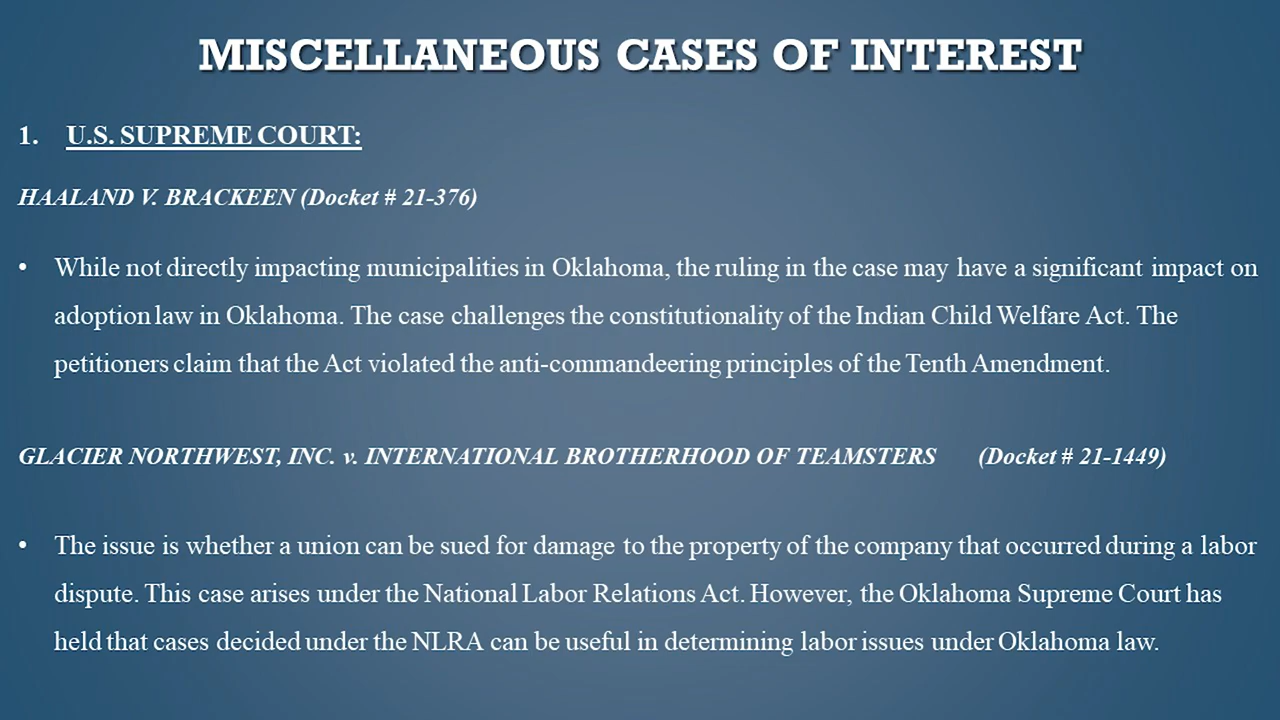 MISCELLANEOUS CASES OF INTEREST
1. U.S. SUPREME COURT:
HAALAND V. BRACKEEN (Docket # 21-376)
• While not directly impacting municipalities in Oklahoma, the ruling in the case may have a significant impact on
adoption law in Oklahoma. The case challenges the constitutionality of the Indian Child Welfare Act. The
petitioners claim that the Act violated the anti-commandeering principles of the Tenth Amendment.
GLACIER NORTHWEST, INC. v. INTERNATIONAL BROTHERHOOD OF TEAMSTERS (Docket # 21-1449)
• The issue is whether a union can be sued for damage to the property of the company that occurred during a labor
dispute. This case arises under the National Labor Relations Act. However, the Oklahoma Supreme Court has
held that cases decided under the NLRA can be useful in determining labor issues under Oklahoma law.